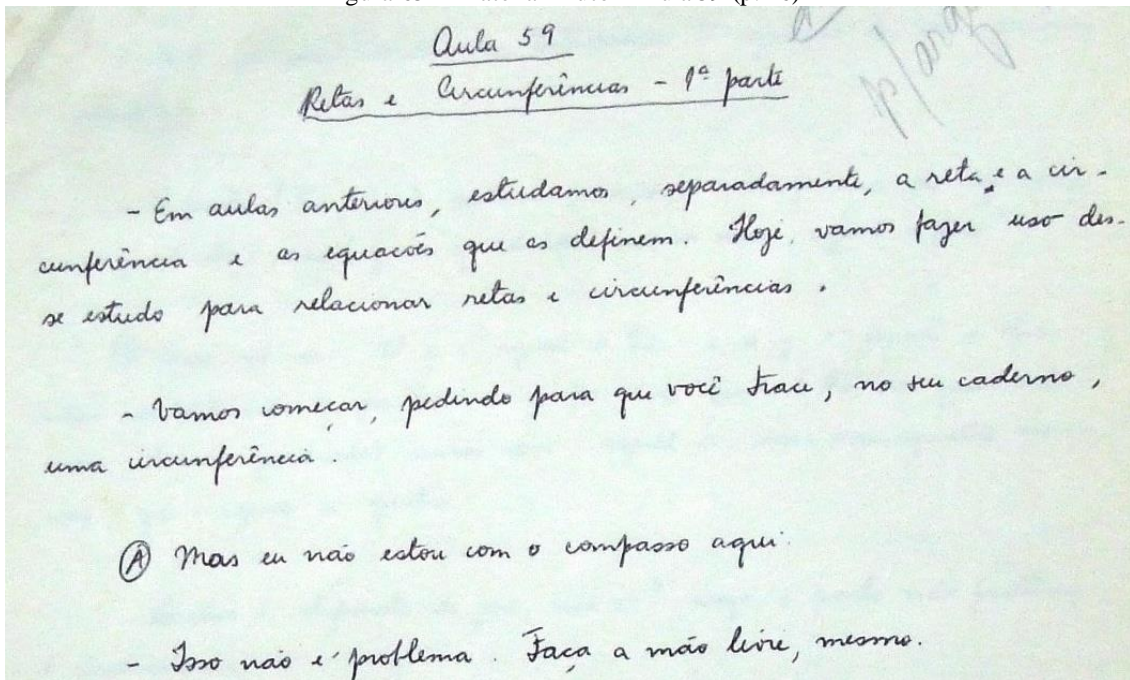 Aula 59
Retas e Circunferências - 1ª parte
p/
- Em aulas anteriores, estudamos, separadamente, a reta, e a cir-
cunferência e as equações que as definem. Hoje, vamos fazer uso des-
se estudo para relacionar retas e circunferências.
- Vamos começar, pedindo para que você trace, no seu caderno,
uma circunferência.
Ⓐ Mas eu não estou com o compasso aqui.
- Isso não é problema. Faça a mão livre, mesmo.